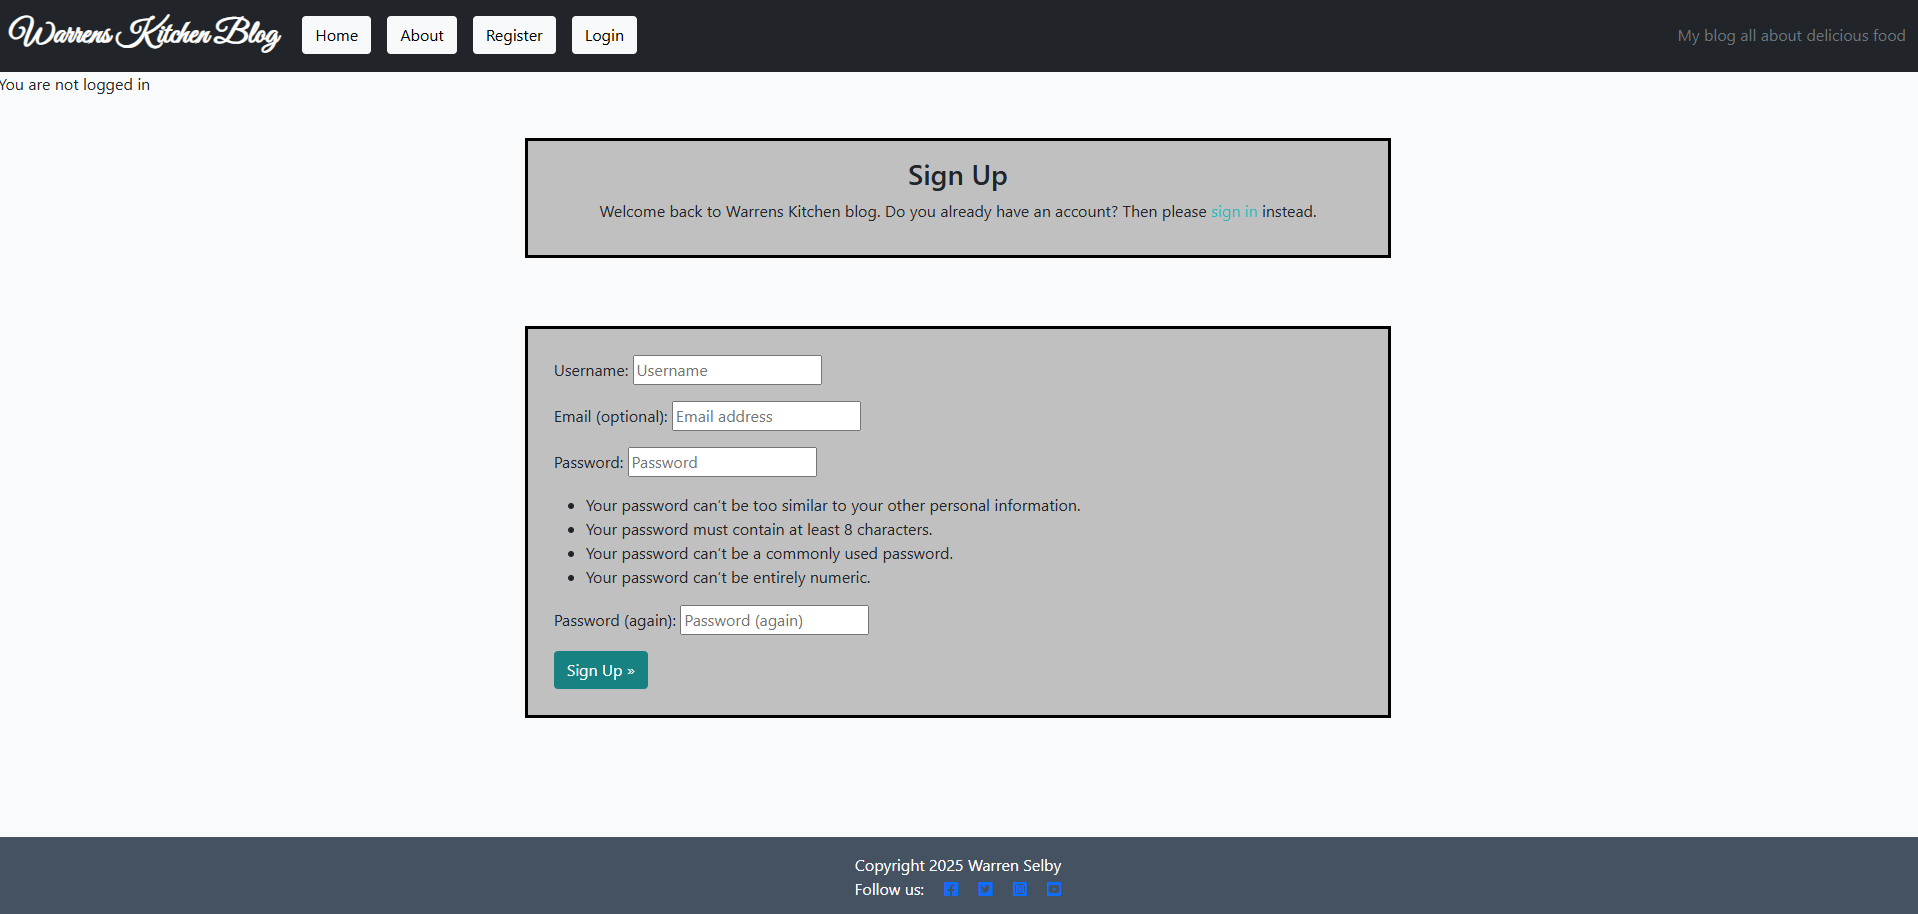 Warrens Kitchen Blog Home About Register Login My blog all about delicious food
You are not logged in
Sign Up
Welcome back to Warrens Kitchen blog. Do you already have an account? Then please sign in instead.
Username: Username
Email (optional): Email address
Password: Password
• Your password can't be too similar to your other personal information.
• Your password must contain at least 8 characters.
• Your password can't be a commonly used password.
• Your password can't be entirely numeric.
Password (again): Password (again)
Sign Up »
Copyright 2025 Warren Selby
Follow us: